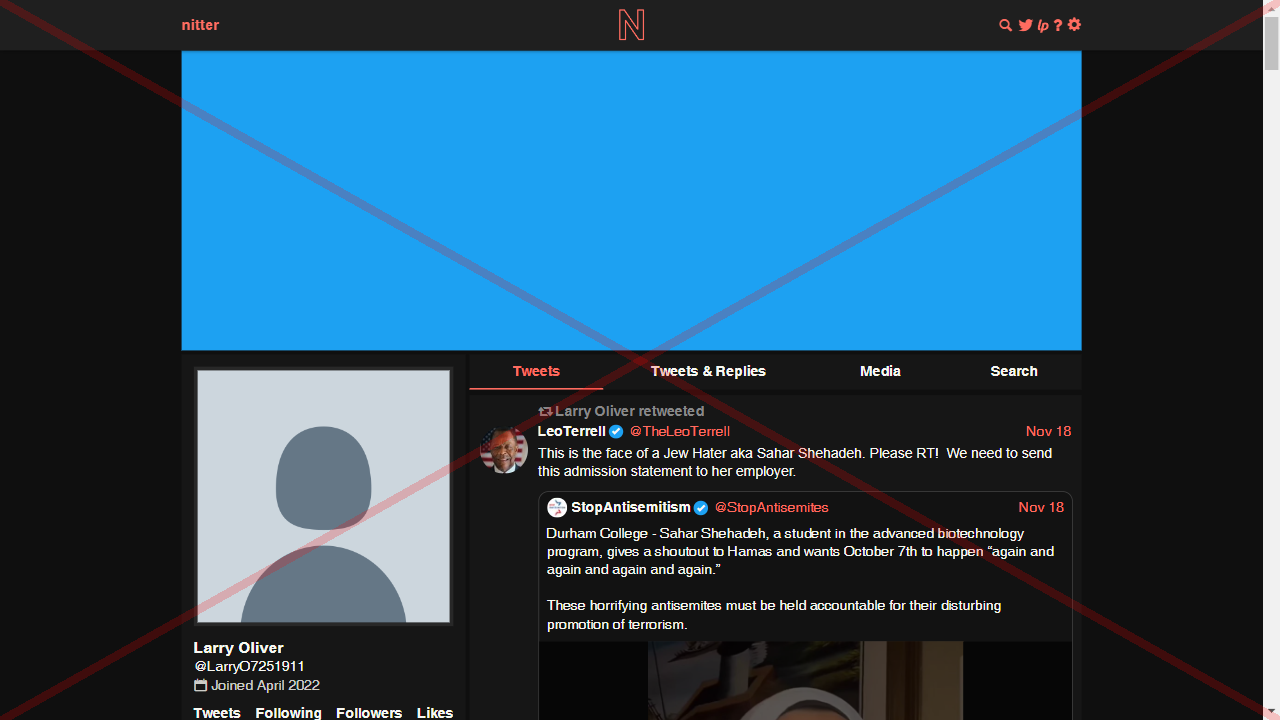 nitter
N
lp ?
Tweets
Tweets & Replies
Media
Search
Larry Oliver retweeted
LeoTerrell @TheLeoTerrell Nov 18
This is the face of a Jew Hater aka Sahar Shehadeh. Please RT! We need to send
this admission statement to her employer.
StopAntisemitism @StopAntisemites Nov 18
Durham College - Sahar Shehadeh, a student in the advanced biotechnology
program, gives a shoutout to Hamas and wants October 7th to happen “again and
again and again and again.”
These horrifying antisemites must be held accountable for their disturbing
promotion of terrorism.
Larry Oliver
@LarryO7251911
Joined April 2022
Tweets Following Followers Likes